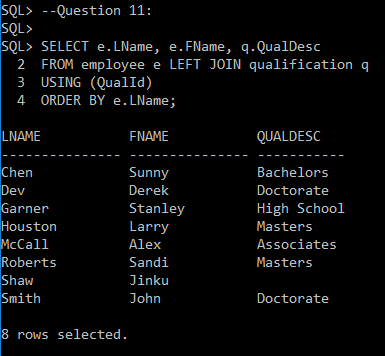 SQL> --Question 11:
SQL>
SQL> SELECT e.LName, e.FName, q.QualDesc
  2  FROM employee e LEFT JOIN qualification q
  3  USING (QualId)
  4  ORDER BY e.LName;

LNAME           FNAME           QUALDESC
--------------- --------------- -----------
Chen            Sunny           Bachelors
Dev             Derek           Doctorate
Garner          Stanley         High School
Houston         Larry           Masters
McCall          Alex            Associates
Roberts         Sandi           Masters
Shaw            Jinku
Smith           John            Doctorate

8 rows selected.